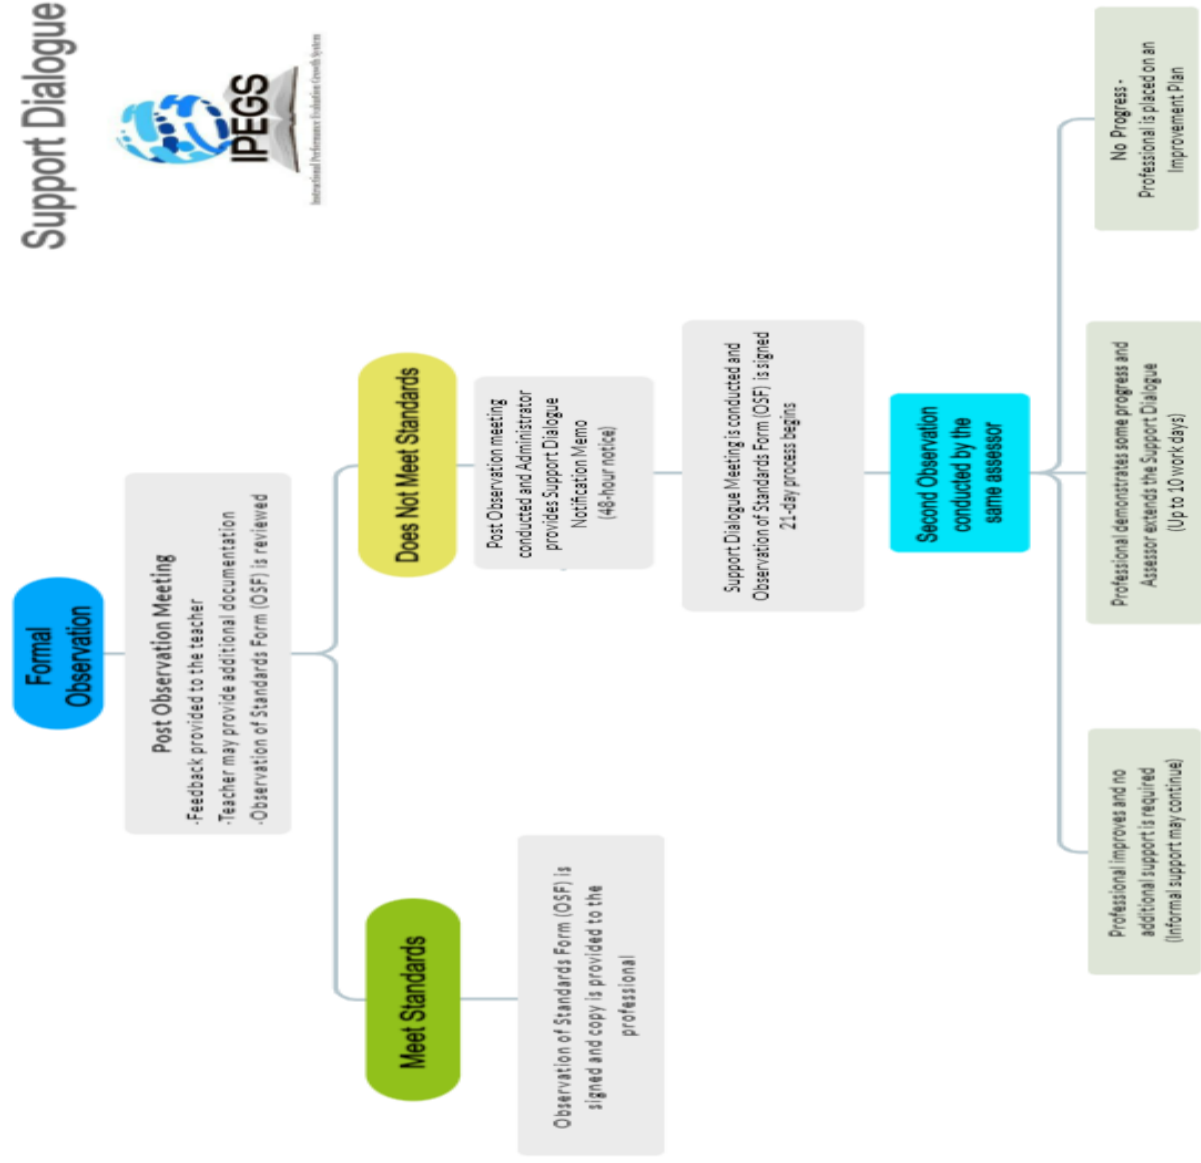 Support Dialogue
IPEGS
Instructional Performance Evaluation Growth System
Formal
Observation
Post Observation Meeting
-Feedback provided to the teacher
-Teacher may provide additional documentation
-Observation of Standards Form (OSF) is reviewed
Meet Standards
Observation of Standards Form (OSF) is
signed and copy is provided to the
professional
Does Not Meet Standards
Post Observation meeting
conducted and Administrator
provides Support Dialogue
Notification Memo
(48-hour notice)
Support Dialogue Meeting is conducted and
Observation of Standards Form (OSF) is signed
21-day process begins
Second Observation
conducted by the
same assessor
Professional improves and no
additional support is required
(Informal support may continue)
Professional demonstrates some progress and
Assessor extends the Support Dialogue
(Up to 10 work days)
No Progress -
Professional is placed on an
Improvement Plan